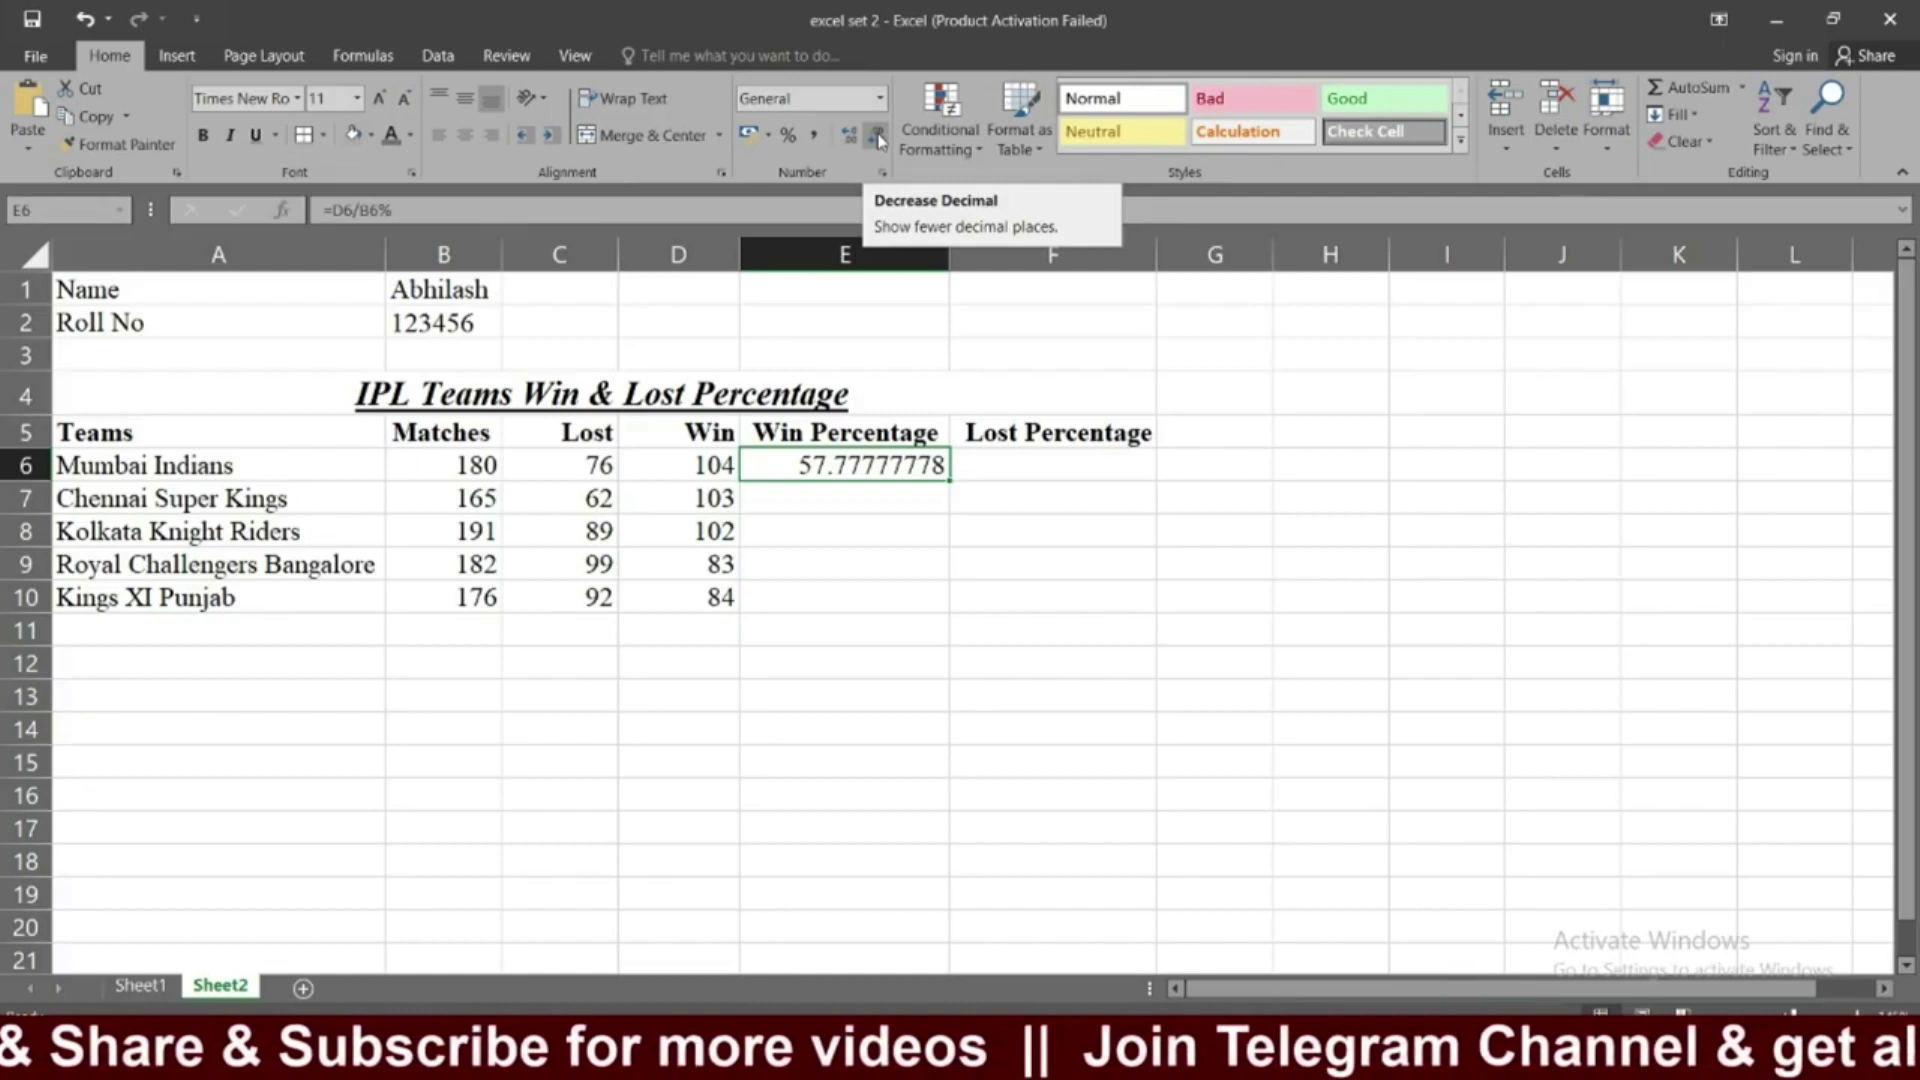 excel set 2 - Excel (Product Activation Failed)
File Home Insert Page Layout Formulas Data Review View Tell me what you want to do... Sign in Share
Paste Cut Copy Format Painter Clipboard
Times New Ro 11 B I U Font
Wrap Text Merge & Center Alignment
General % Number
Conditional Formatting Format as Table
Normal Bad Good
Neutral Calculation Check Cell
Styles
Insert Delete Format Cells
AutoSum Fill Clear Sort & Filter Find & Select Editing
E6 fx =D6/B6%
Decrease Decimal
Show fewer decimal places.
A B C D E F G H I J K L
1 Name Abhilash
2 Roll No 123456
3
4 IPL Teams Win & Lost Percentage
5 Teams Matches Lost Win Win Percentage Lost Percentage
6 Mumbai Indians 180 76 104 57.77777778
7 Chennai Super Kings 165 62 103
8 Kolkata Knight Riders 191 89 102
9 Royal Challengers Bangalore 182 99 83
10 Kings XI Punjab 176 92 84
11
12
13
14
15
16
17
18
19
20
21
Activate Windows
Go to Settings to activate Windows.
Sheet1 Sheet2
& Share & Subscribe for more videos || Join Telegram Channel & get al